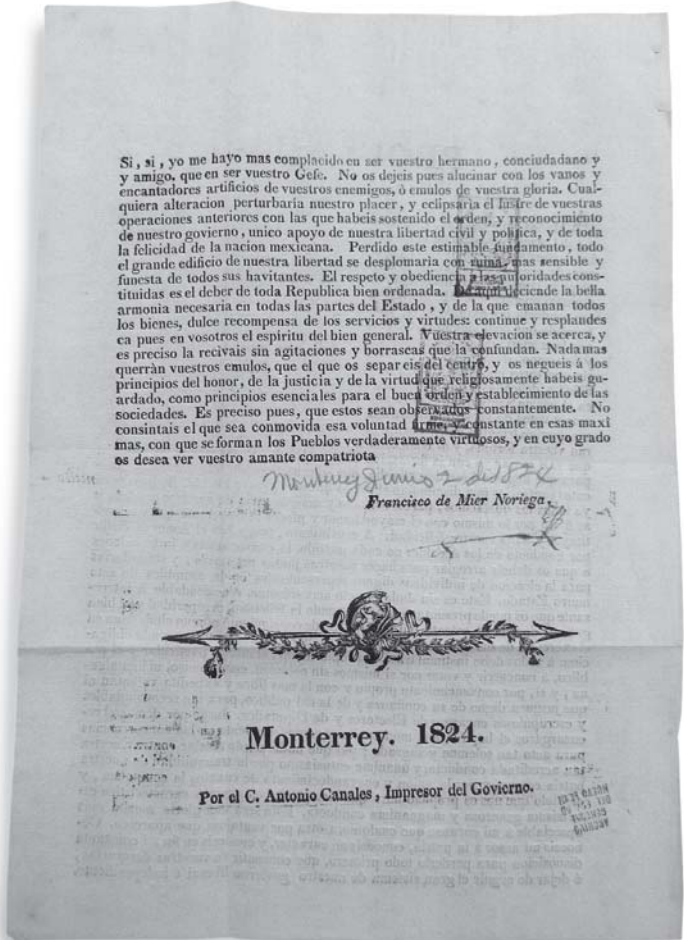 Si, si, yo me hayo mas complacido en ser vuestro hermano, conciudadano y
y amigo, que en ser vuestro Gefe. No os dejeis pues alucinar con los vanos y
encantadores artificios de vuestros enemigos, ò emulos de vuestra gloria. Cual-
quiera alteracion perturbaria nuestro placer, y eclipsaria el lustre de vuestras
operaciones anteriores con las que habeis sostenido el orden, y reconocimiento
de nuestro govierno, unico apoyo de nuestra libertad civil y politica, y de toda
la felicidad de la nacion mexicana. Perdido este estimable fundamento, todo
el grande edificio de nuestra libertad se desplomaria con ruina, mas sensible y
funesta de todos sus havitantes. El respeto y obediencia a las autoridades cons-
tituidas es el deber de toda Republica bien ordenada. De aqui deciende la bella
armonia necesaria en todas las partes del Estado, y de la que emanan todos
los bienes, dulce recompensa de los servicios y virtudes: continue y resplandes
ca pues en vosotros el espiritu del bien general. Vuestra elevacion se acerca, y
es preciso la recivais sin agitaciones y borrascas que la confundan. Nada mas
querràn vuestros emulos, que el que os separeis del centro, y os negueis à los
principios del honor, de la justicia y de la virtud que religiosamente habeis gu-
ardado, como principios esenciales para el buen orden y establecimiento de las
sociedades. Es preciso pues, que estos sean observados constantemente. No
consintais el que sea conmovida esa voluntad firme, y constante en esas maxi
mas, con que se forman los Pueblos verdaderamente virtuosos, y en cuyo grado
os desea ver vuestro amante compatriota
Monterrey Junio 2 de 1824
Francisco de Mier Noriega.
Monterrey. 1824.
Por el C. Antonio Canales, Impresor del Govierno.